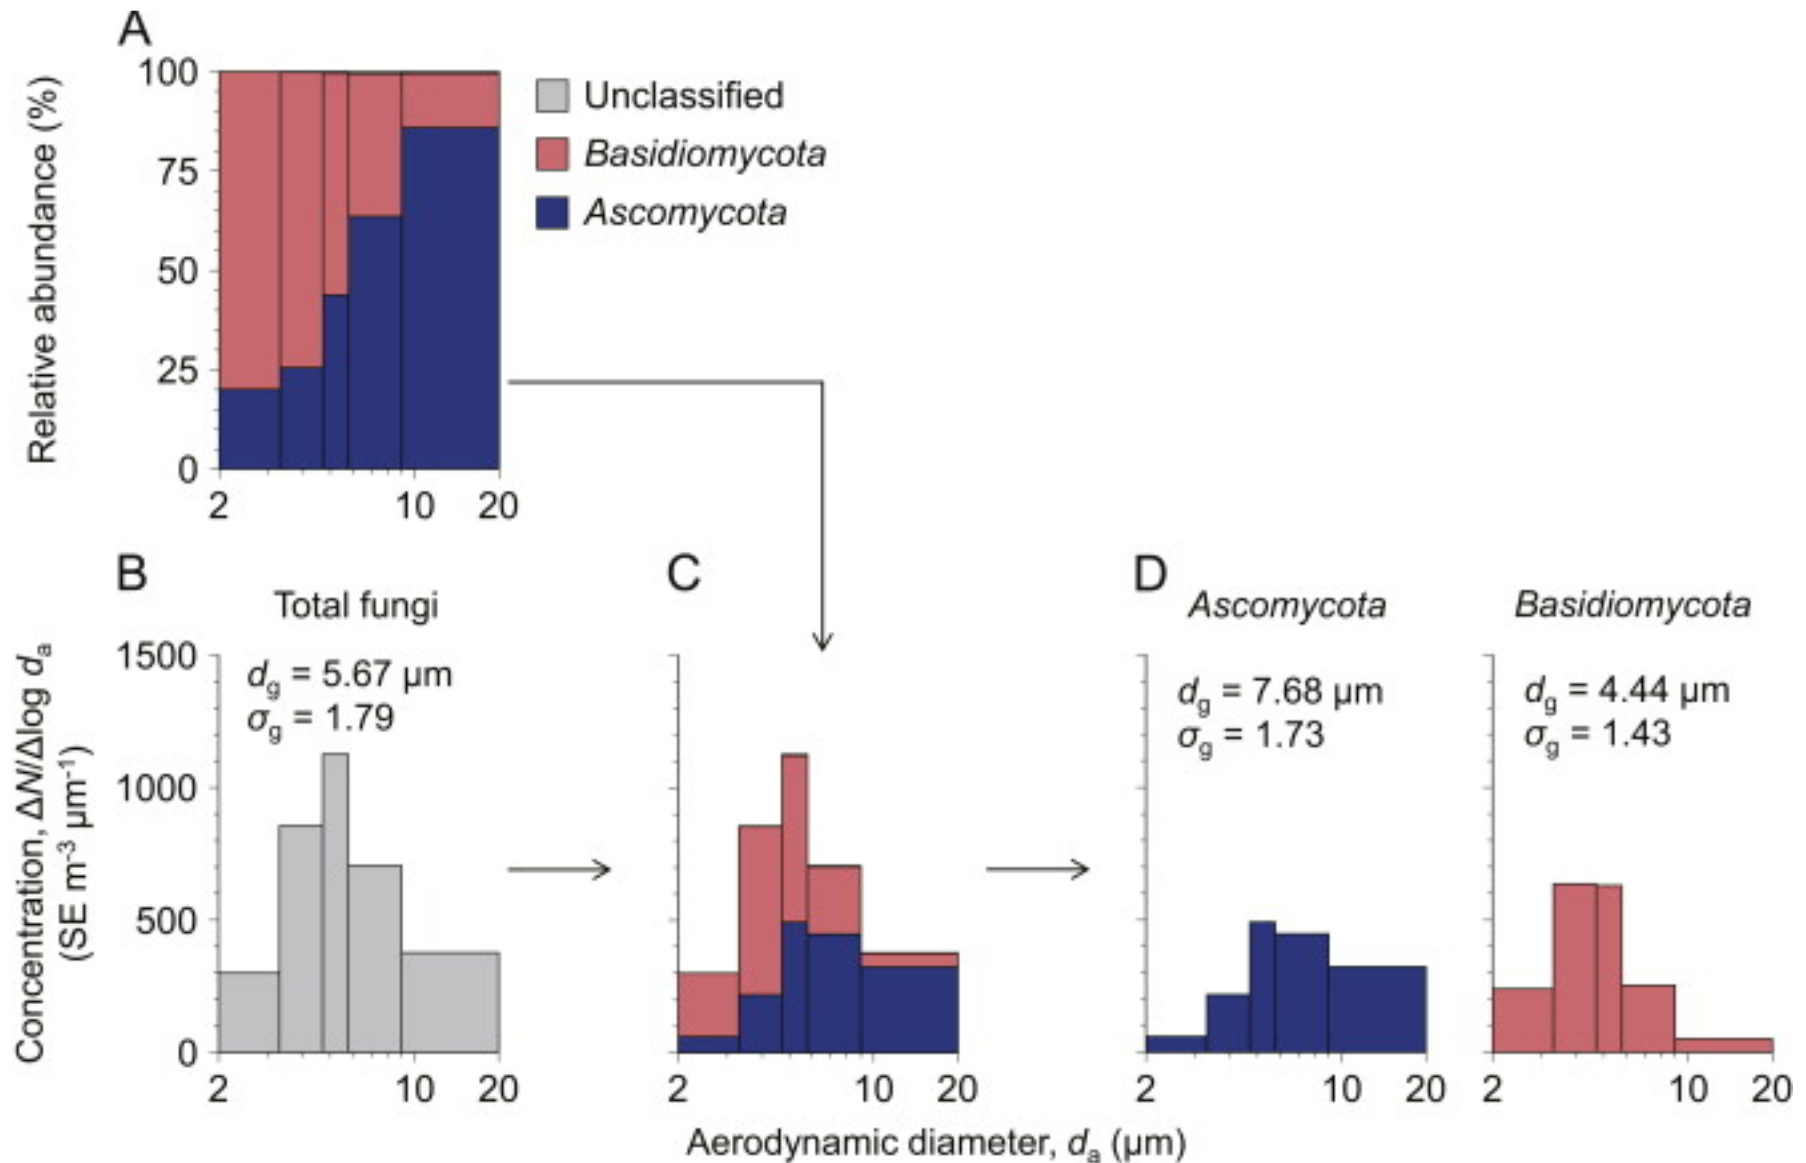 A
Relative abundance (%)
100
75
50
25
0
2
10
20
Unclassified
Basidiomycota
Ascomycota
B
Total fungi
dg = 5.67 µm
σg = 1.79
Concentration, ΔN/Δlog da
(SE m-3 µm-1)
1500
1000
500
0
2
10
20
C
2
10
20
D
Ascomycota
dg = 7.68 µm
σg = 1.73
2
10
20
Basidiomycota
dg = 4.44 µm
σg = 1.43
2
10
20
Aerodynamic diameter, da (µm)